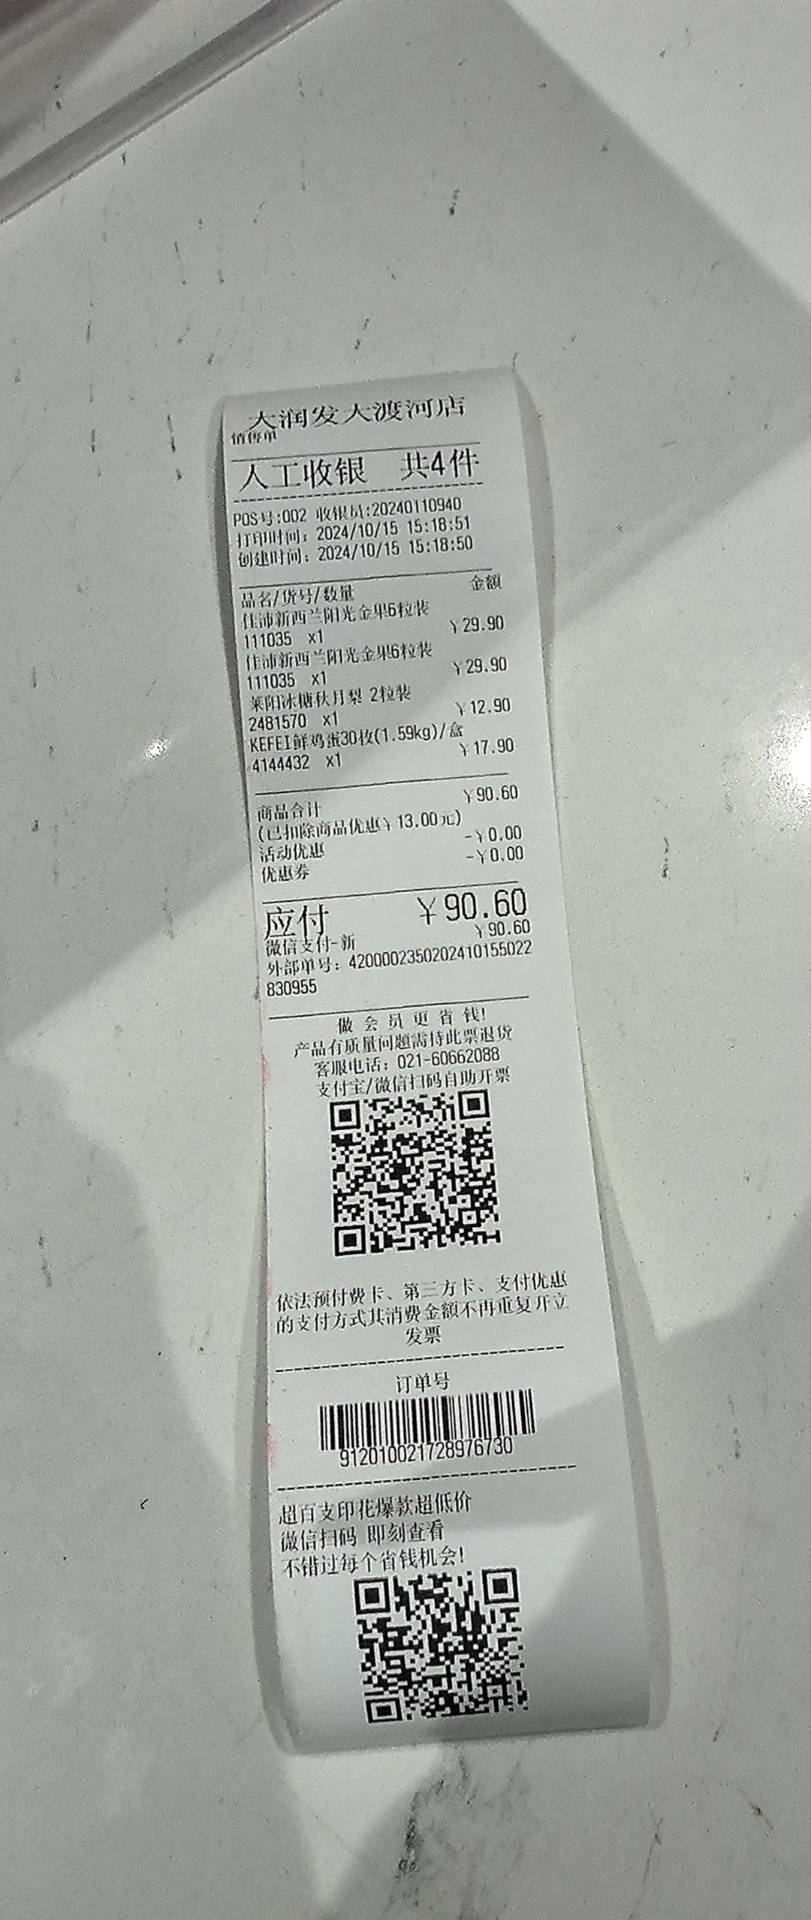 大润发大渡河店
销售单
人工收银 共4件
POS号:002 收银员:20240110940
打印时间: 2024/10/15 15:18:51
创建时间: 2024/10/15 15:18:50
品名/货号/数量 金额
佳沛新西兰阳光金果6粒装
111035 x1 ¥29.90
佳沛新西兰阳光金果6粒装
111035 x1 ¥29.90
莱阳冰糖秋月梨 2粒装
2481570 x1 ¥12.90
KEFEI鲜鸡蛋30枚(1.59kg)/盒
4144432 x1 ¥17.90
商品合计 ¥90.60
(已扣除商品优惠¥13.00元)
活动优惠 -¥0.00
优惠券 -¥0.00
应付 ¥90.60
微信支付-新 ¥90.60
外部单号: 4200002350202410155022
830955
做会员更省钱!
产品有质量问题需持此票退货
客服电话: 021-60662088
支付宝/微信扫码自助开票
依法预付费卡、第三方卡、支付优惠
的支付方式其消费金额不再重复开立
发票
订单号
912010021728976730
超百支印花爆款超低价
微信扫码 即刻查看
不错过每个省钱机会!